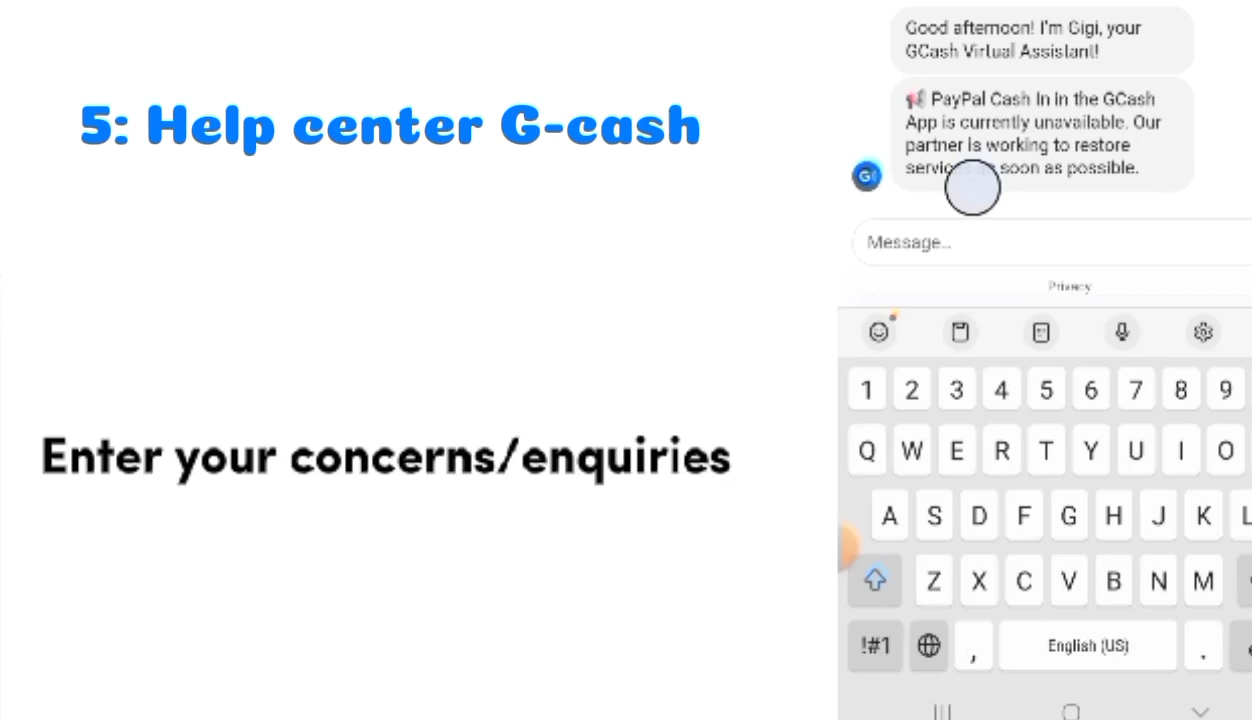 5: Help center G-cash
Enter your concerns/enquiries
Good afternoon! I'm Gigi, your
GCash Virtual Assistant!
📢 PayPal Cash In in the GCash
App is currently unavailable. Our
partner is working to restore
soon as possible.
Message..
Privacy
1 2 3 4 5 6 7 8 9
Q W E R T Y U I O
A S D F G H J K L
Z X C V B N M
!#1 , English (US) .